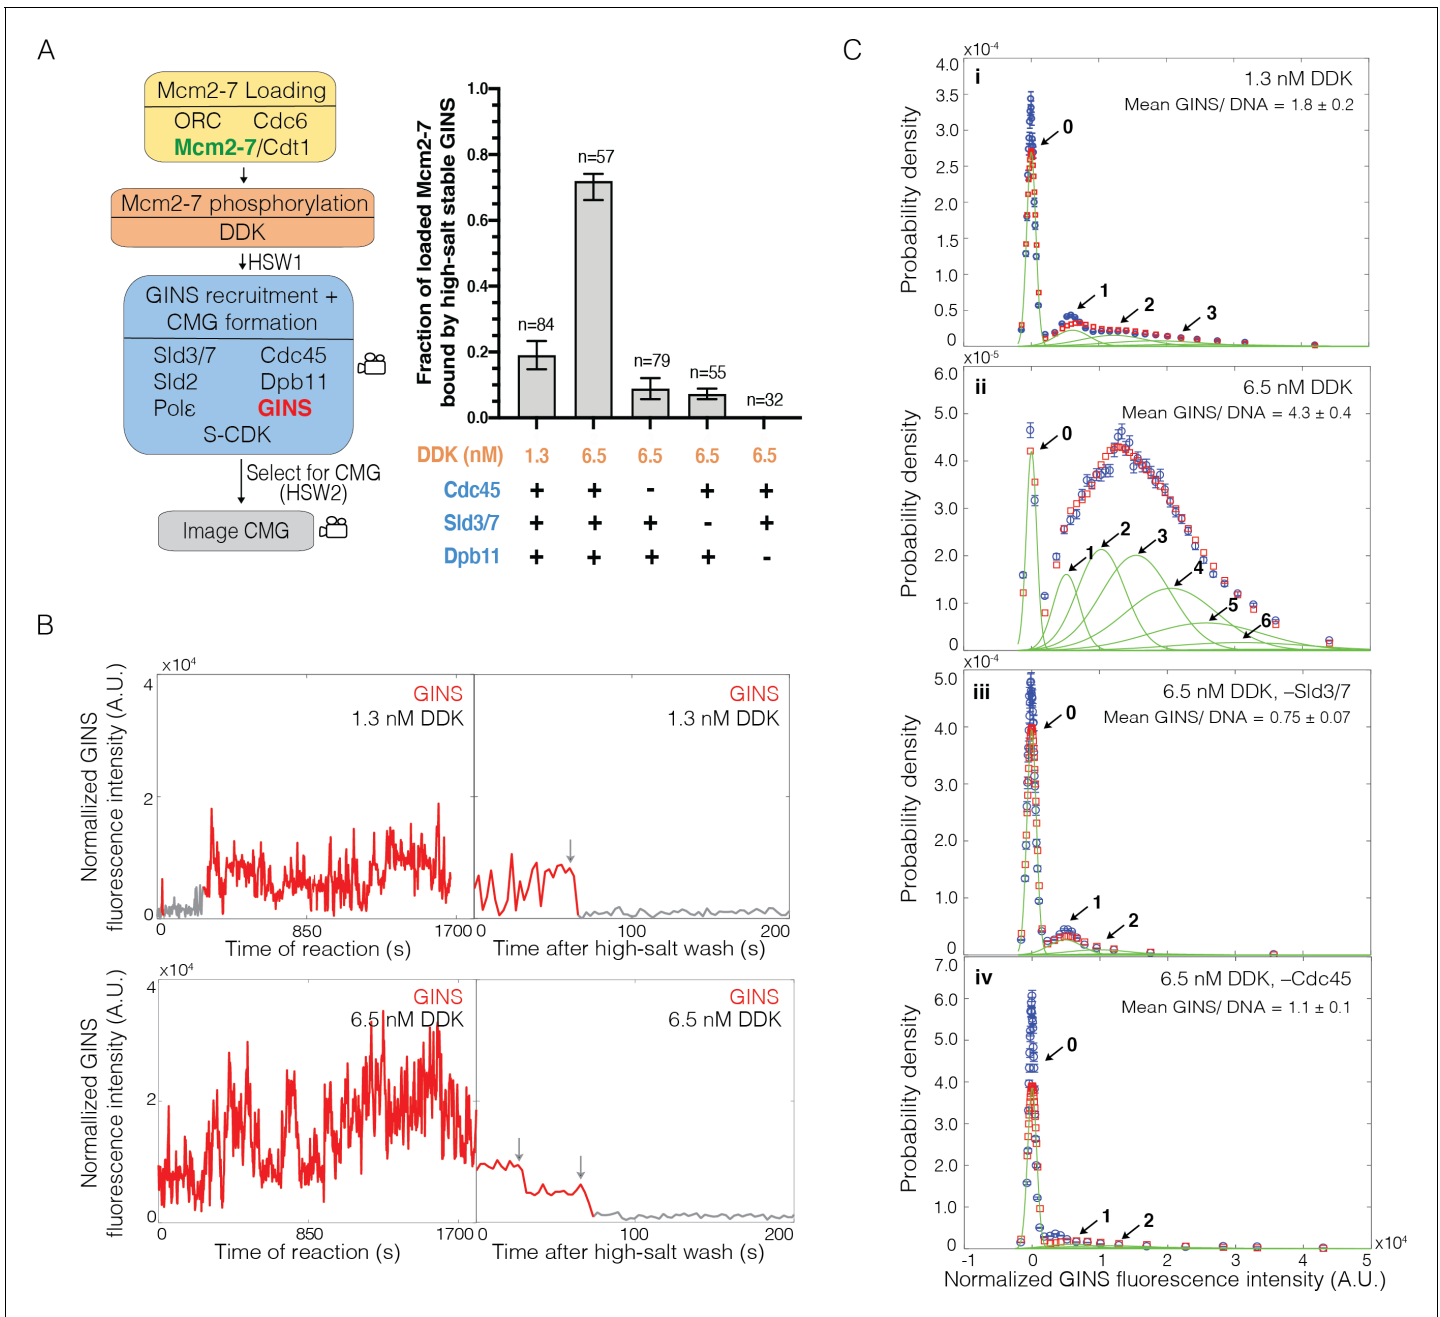 A
Mcm2-7 Loading
ORC Cdc6
Mcm2-7/Cdt1
Mcm2-7 phosphorylation
DDK
HSW1
GINS recruitment +
CMG formation
Sld3/7 Cdc45
Sld2 Dpb11
Polε GINS
S-CDK
Select for CMG
(HSW2)
Image CMG
Fraction of loaded Mcm2-7
bound by high-salt stable GINS
1.0
0.8
0.6
0.4
0.2
0.0
n=84
n=57
n=79
n=55
n=32
DDK (nM) 1.3 6.5 6.5 6.5 6.5
Cdc45 + + - + +
Sld3/7 + + + - +
Dpb11 + + + + -
B
Normallized GINS
fluorescence intensity (A.U.)
x10⁴
4
2
0
GINS
1.3 nM DDK
GINS
1.3 nM DDK
0 850 1700 0 100 200
Time of reaction (s) Time after high-salt wash (s)
Normalized GINS
fluorescence intensity (A.U.)
x10⁴
4
2
0
GINS
6.5 nM DDK
GINS
6.5 nM DDK
0 850 1700 0 100 200
Time of reaction (s) Time after high-salt wash (s)
C
x10⁻⁴
i
1.3 nM DDK
Mean GINS/ DNA = 1.8 ± 0.2
Probability density
4.0
3.5
3.0
2.5
2.0
1.5
1.0
0.5
0
0
1
2
3
x10⁻⁵
ii
6.5 nM DDK
Mean GINS/ DNA = 4.3 ± 0.4
Probability density
6.0
5.0
4.0
3.0
2.0
1.0
0
0
1
2
3
4
5
6
x10⁻⁴
iii
6.5 nM DDK, –Sld3/7
Mean GINS/ DNA = 0.75 ± 0.07
Probability density
5.0
4.0
3.0
2.0
1.0
0
0
1
2
iv
6.5 nM DDK, –Cdc45
Mean GINS/ DNA = 1.1 ± 0.1
Probability density
7.0
6.0
5.0
4.0
3.0
2.0
1.0
0
0
1
2
-1 0 1 2 3 4 5
x10⁴
Normalized GINS fluorescence intensity (A.U.)